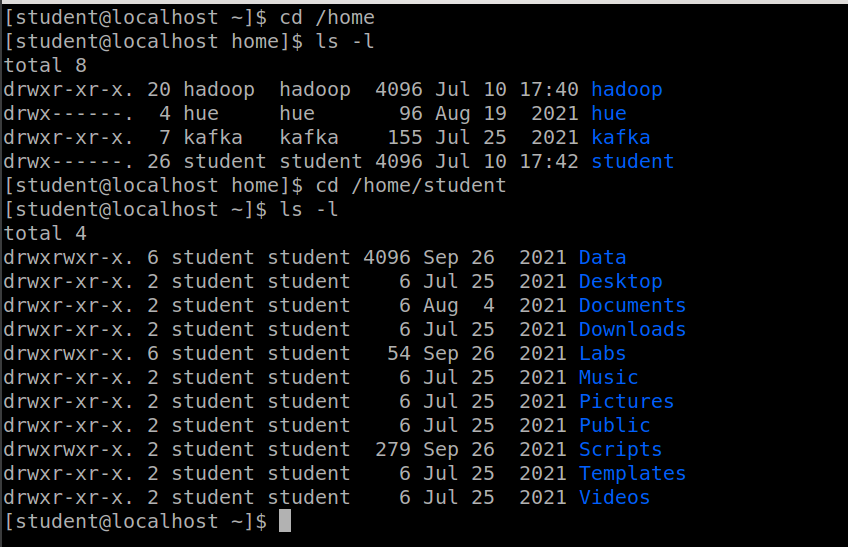 [student@localhost ~]$ cd /home
[student@localhost home]$ ls -l
total 8
drwxr-xr-x. 20 hadoop  hadoop  4096 Jul 10 17:40 hadoop
drwx------.  4 hue     hue       96 Aug 19  2021 hue
drwxr-xr-x.  7 kafka   kafka    155 Jul 25  2021 kafka
drwx------. 26 student student 4096 Jul 10 17:42 student
[student@localhost home]$ cd /home/student
[student@localhost ~]$ ls -l
total 4
drwxrwxr-x. 6 student student 4096 Sep 26  2021 Data
drwxr-xr-x. 2 student student    6 Jul 25  2021 Desktop
drwxr-xr-x. 2 student student    6 Aug  4  2021 Documents
drwxr-xr-x. 2 student student    6 Jul 25  2021 Downloads
drwxrwxr-x. 6 student student   54 Sep 26  2021 Labs
drwxr-xr-x. 2 student student    6 Jul 25  2021 Music
drwxr-xr-x. 2 student student    6 Jul 25  2021 Pictures
drwxr-xr-x. 2 student student    6 Jul 25  2021 Public
drwxrwxr-x. 2 student student  279 Sep 26  2021 Scripts
drwxr-xr-x. 2 student student    6 Jul 25  2021 Templates
drwxr-xr-x. 2 student student    6 Jul 25  2021 Videos
[student@localhost ~]$